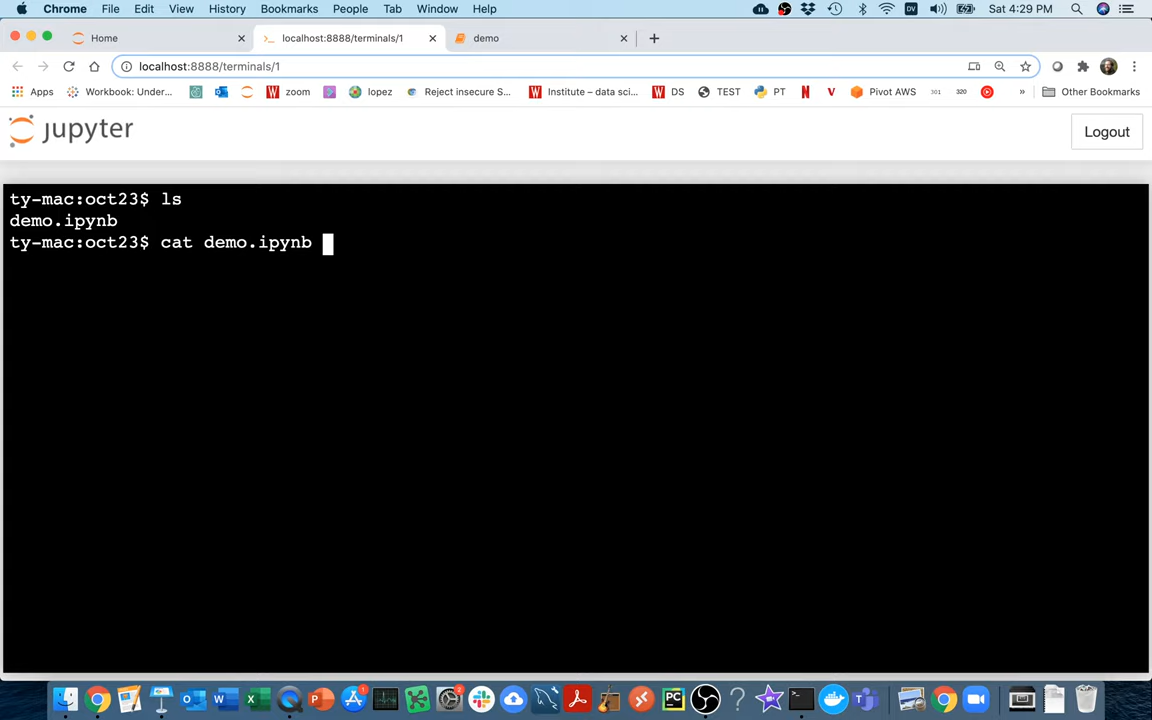 Chrome File Edit View History Bookmarks People Tab Window Help Sat 4:29 PM
Home localhost:8888/terminals/1 demo
localhost:8888/terminals/1
Apps Workbook: Under... zoom lopez Reject insecure S... Institute – data sci... DS TEST PT Pivot AWS 301 320 » Other Bookmarks
jupyter Logout
ty-mac:oct23$ ls
demo.ipynb
ty-mac:oct23$ cat demo.ipynb